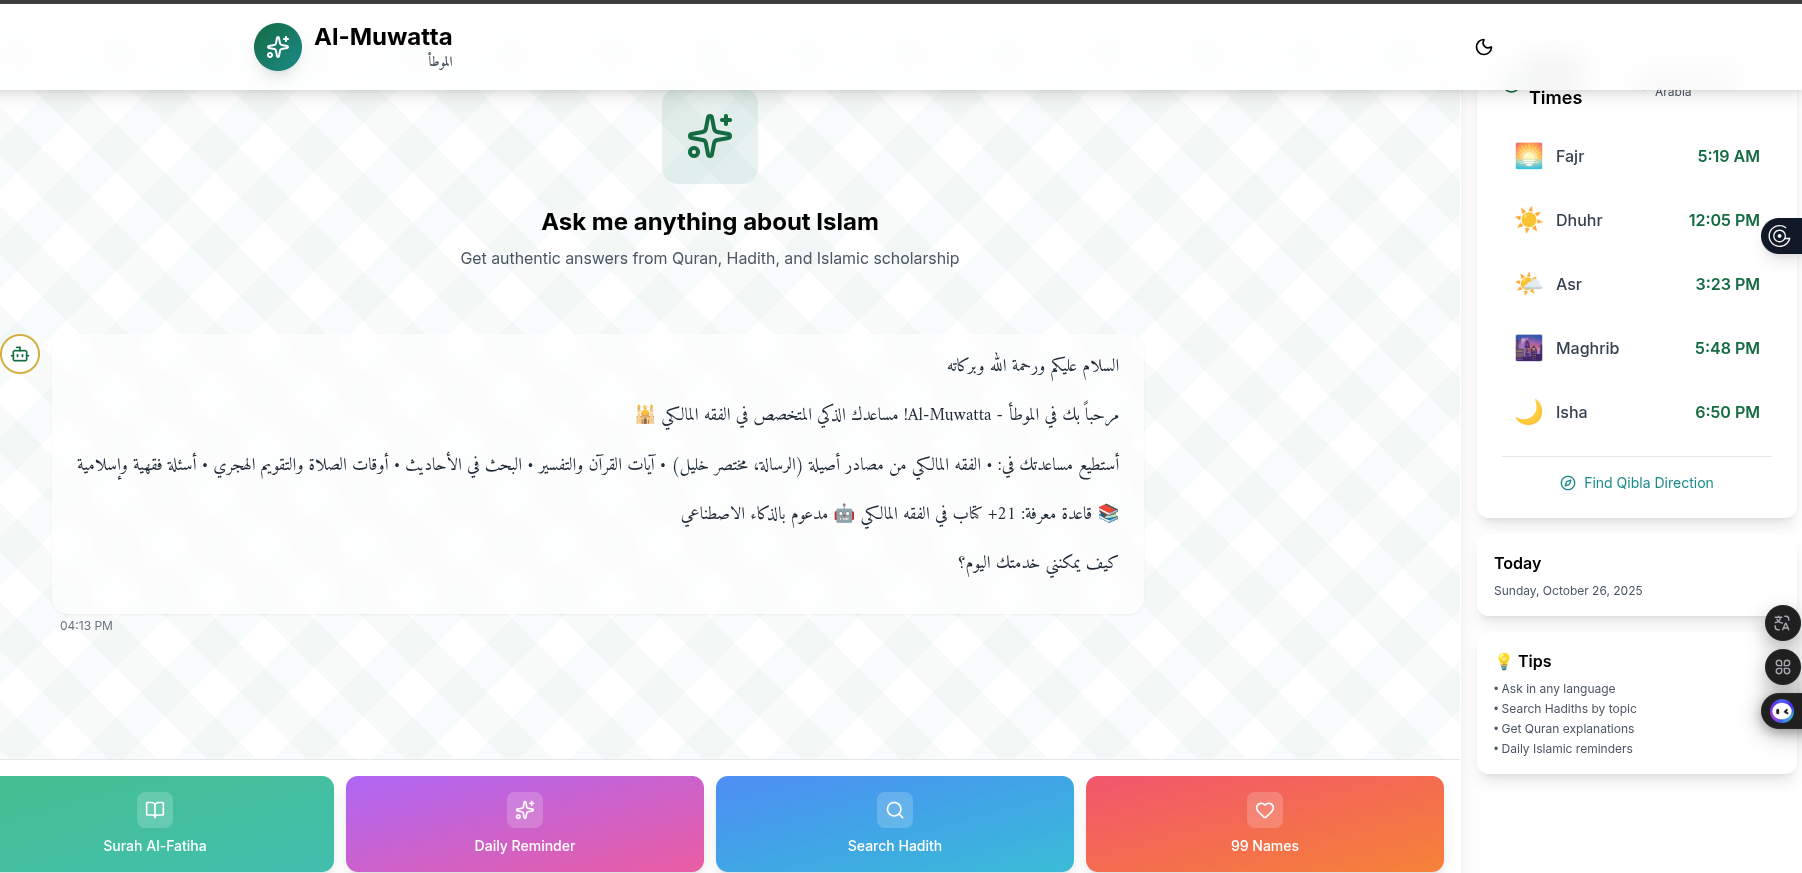 Al-Muwatta
الموطأ
Ask me anything about Islam
Get authentic answers from Quran, Hadith, and Islamic scholarship
السلام عليكم ورحمة الله وبركاته
مرحباً بك في الموطأ - Al-Muwatta! مساعدك الذكي المتخصص في الفقه المالكي 🕌
أستطيع مساعدتك في: • الفقه المالكي من مصادر أصيلة (الرسالة، مختصر خليل) • آيات القرآن والتفسير • البحث في الأحاديث • أوقات الصلاة والتقويم الهجري • أسئلة فقهية وإسلامية
📚 قاعدة معرفة: 21+ كتاب في الفقه المالكي 🤖 مدعوم بالذكاء الاصطناعي
كيف يمكنني خدمتك اليوم؟
04:13 PM
Surah Al-Fatiha
Daily Reminder
Search Hadith
99 Names
Times
Arabia
Fajr 5:19 AM
Dhuhr 12:05 PM
Asr 3:23 PM
Maghrib 5:48 PM
Isha 6:50 PM
Find Qibla Direction
Today
Sunday, October 26, 2025
💡 Tips
• Ask in any language
• Search Hadiths by topic
• Get Quran explanations
• Daily Islamic reminders